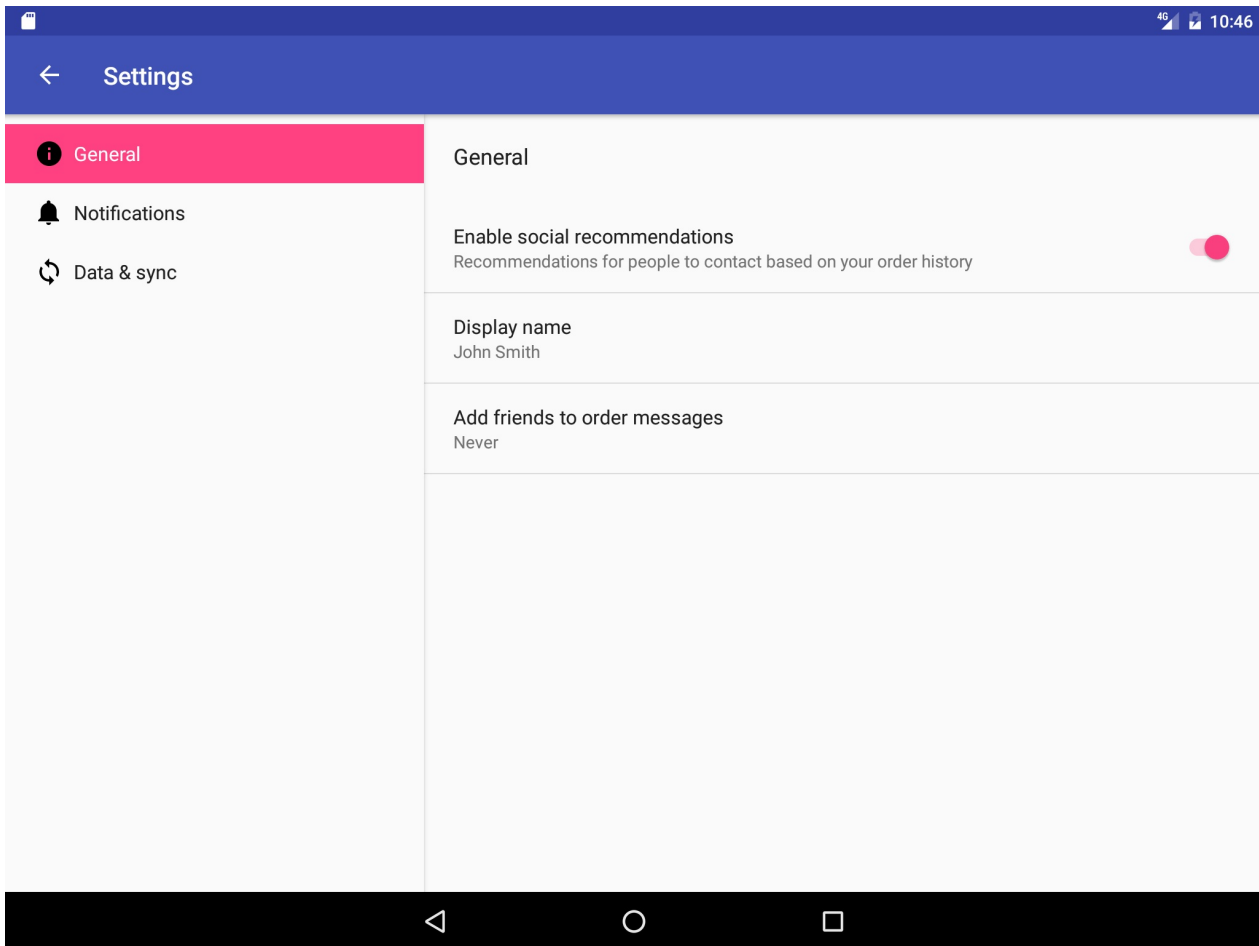 4G 10:46
Settings
General
Notifications
Data & sync
General
Enable social recommendations
Recommendations for people to contact based on your order history
Display name
John Smith
Add friends to order messages
Never